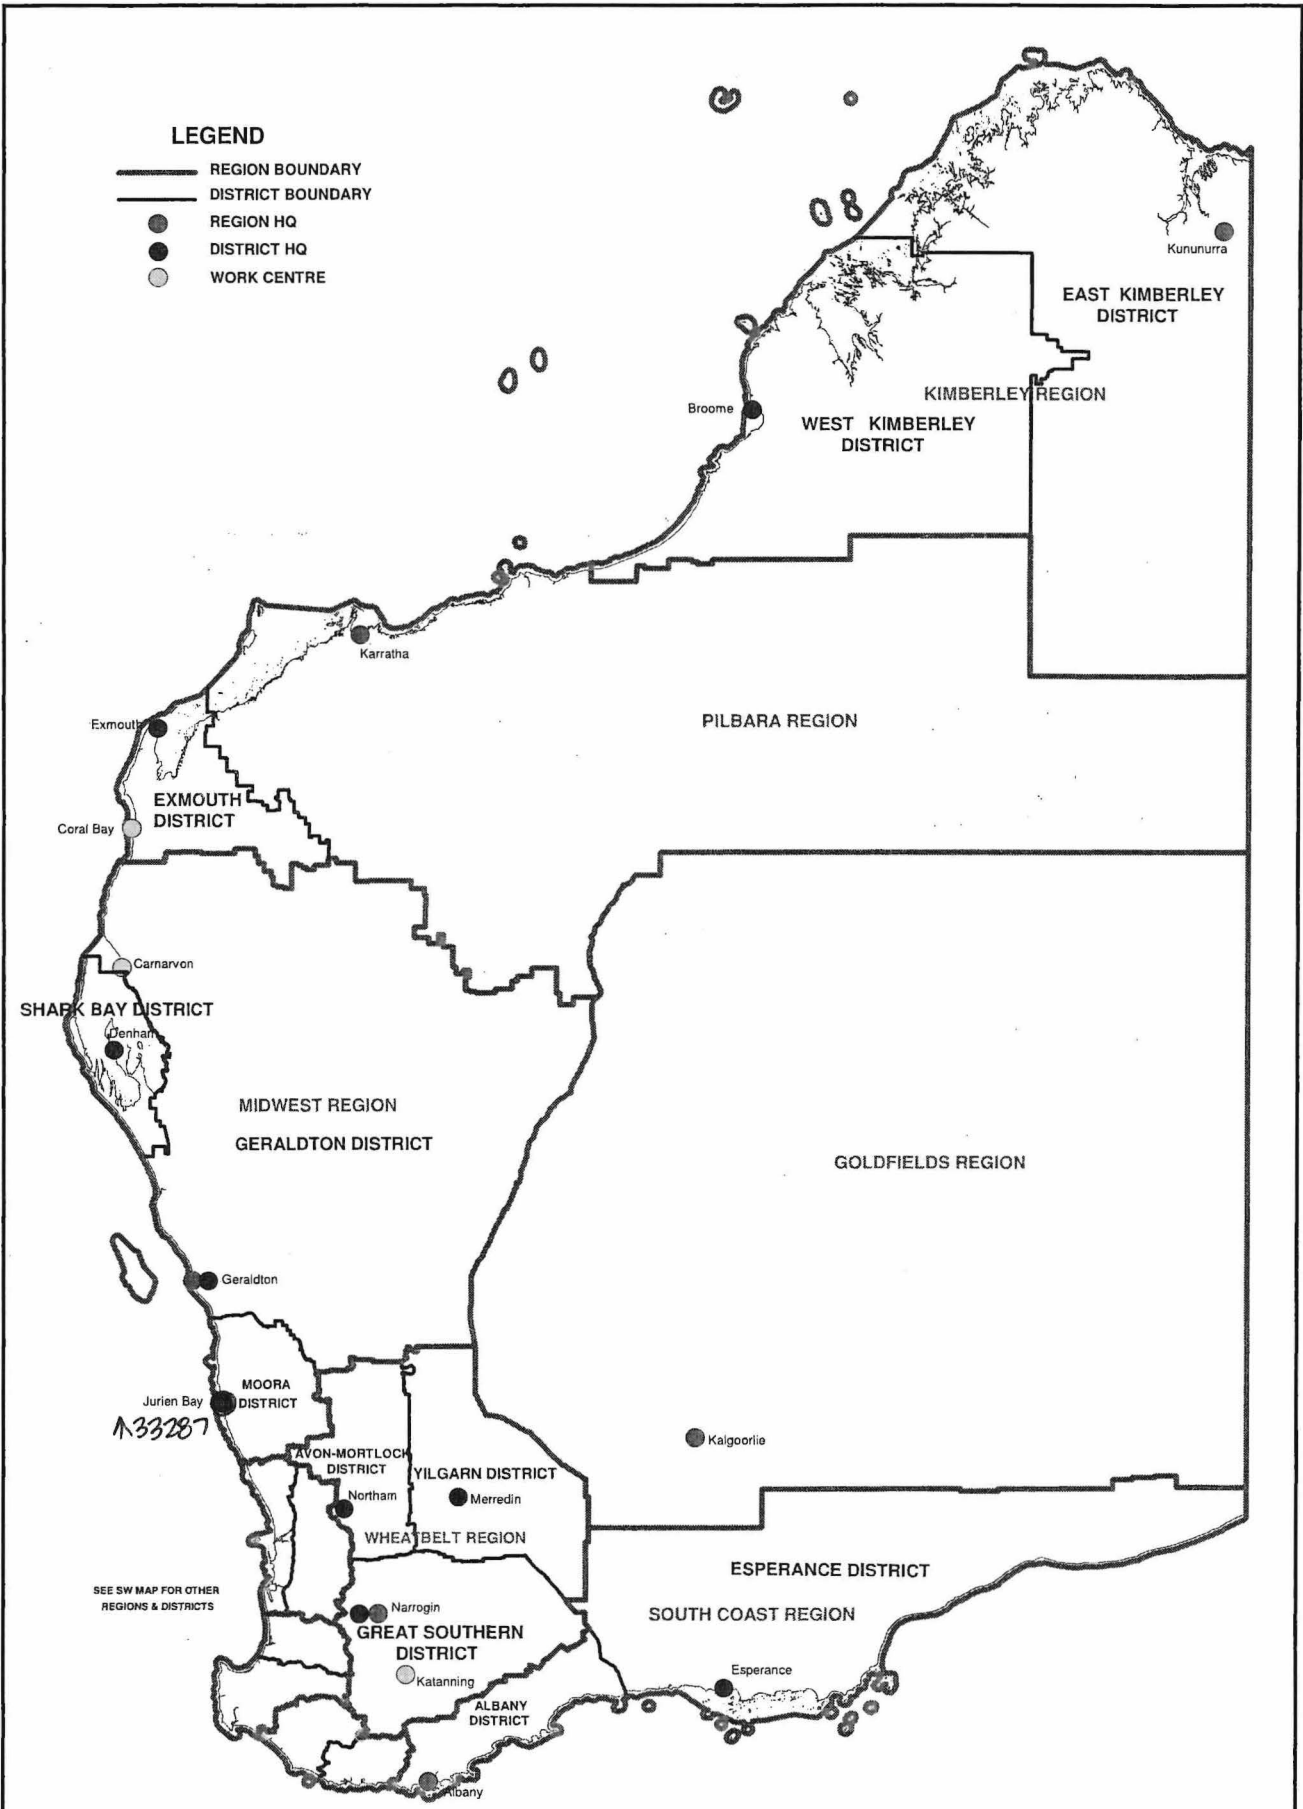 LEGEND
REGION BOUNDARY
DISTRICT BOUNDARY
REGION HQ
DISTRICT HQ
WORK CENTRE
Kununurra
EAST KIMBERLEY
DISTRICT
KIMBERLEY REGION
Broome
WEST KIMBERLEY
DISTRICT
Karratha
PILBARA REGION
Exmouth
EXMOUTH
DISTRICT
Coral Bay
Carnarvon
SHARK BAY DISTRICT
Denham
MIDWEST REGION
GERALDTON DISTRICT
GOLDFIELDS REGION
Geraldton
MOORA
DISTRICT
Jurien Bay
↑33287
Kalgoorlie
AVON-MORTLOCK
DISTRICT
YILGARN DISTRICT
Northam
Merredin
WHEATBELT REGION
ESPERANCE DISTRICT
SEE SW MAP FOR OTHER
REGIONS & DISTRICTS
Narrogin
SOUTH COAST REGION
GREAT SOUTHERN
DISTRICT
Katanning
Esperance
ALBANY
DISTRICT
Albany